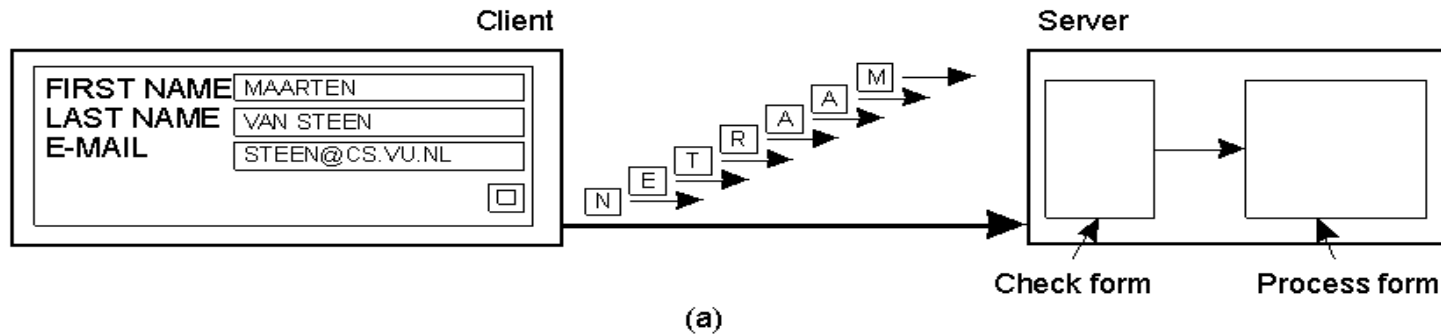 Client
Server
FIRST NAME MAARTEN
LAST NAME VAN STEEN
E-MAIL STEEN@CS.VU.NL
N E T R A A M
Check form
Process form
(a)